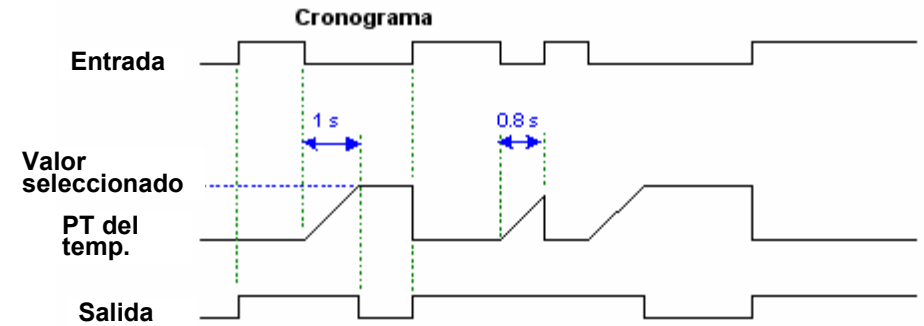 Cronograma
Entrada
1 s
0.8 s
Valor
seleccionado
PT del
temp.
Salida